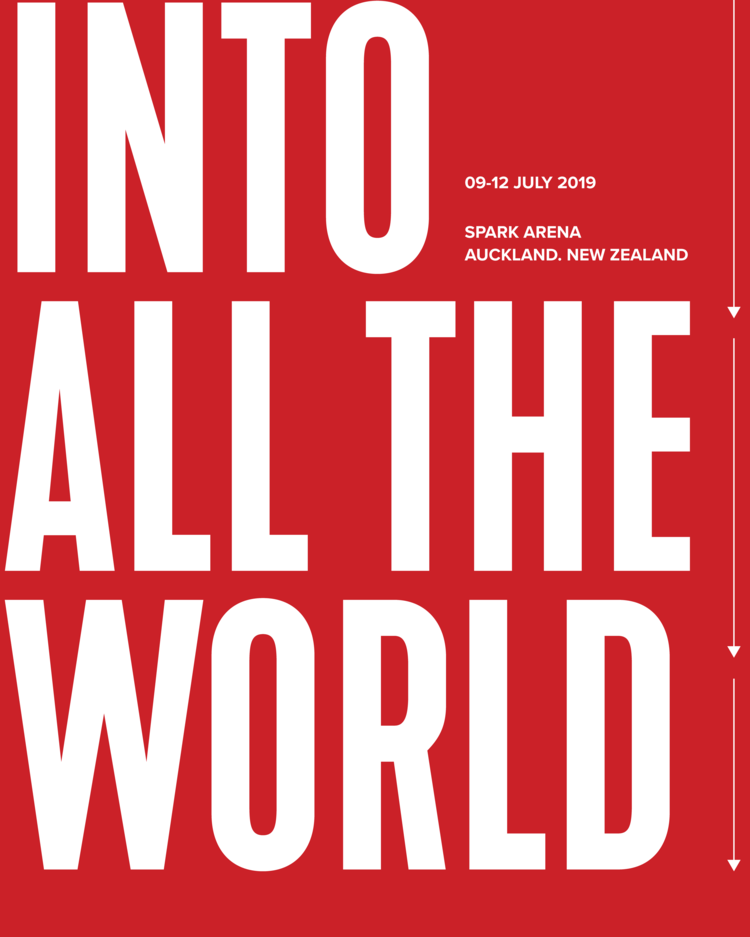 INTO
09-12 JULY 2019
SPARK ARENA
AUCKLAND. NEW ZEALAND
ALL THE
WORLD